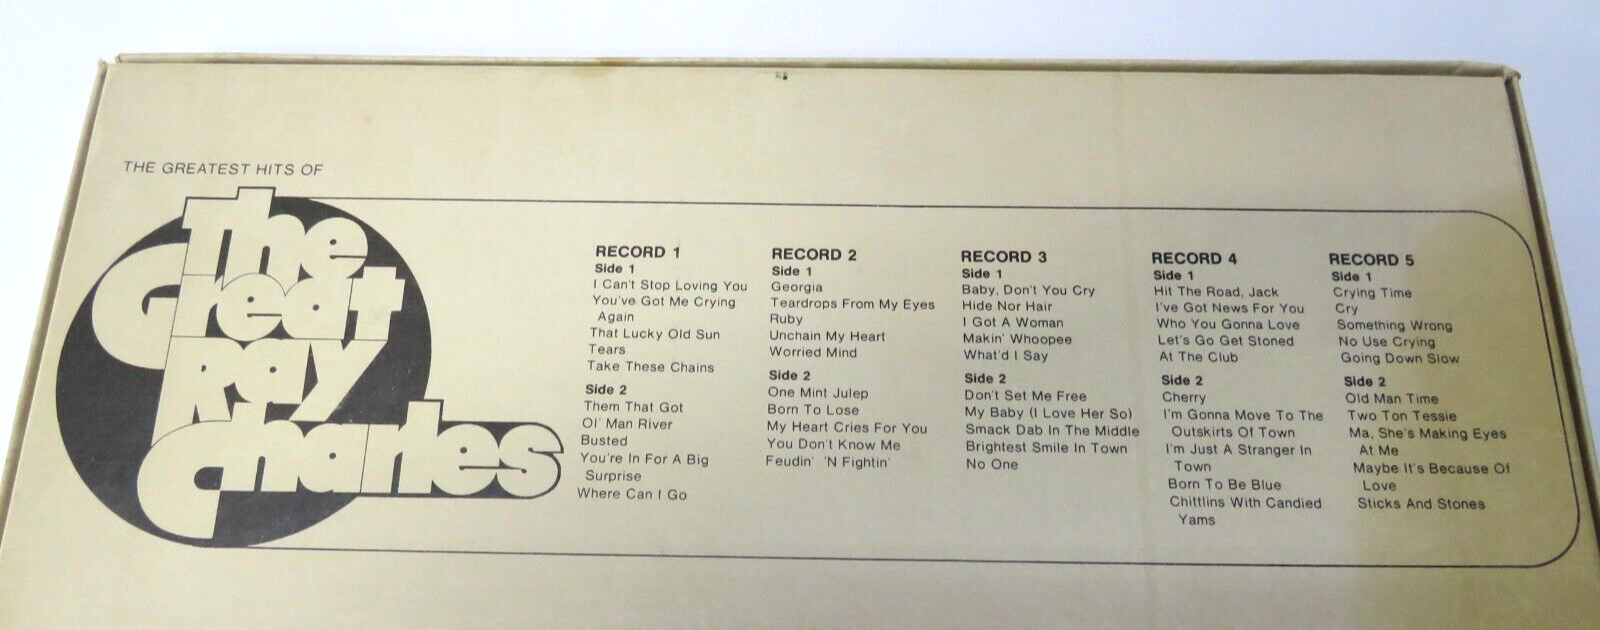 THE GREATEST HITS OF
The
Great
Ray
Charles
RECORD 1
Side 1
I Can't Stop Loving You
You've Got Me Crying
Again
That Lucky Old Sun
Tears
Take These Chains
Side 2
Them That Got
Ol' Man River
Busted
You're In For A Big
Surprise
Where Can I Go
RECORD 2
Side 1
Georgia
Teardrops From My Eyes
Ruby
Unchain My Heart
Worried Mind
Side 2
One Mint Julep
Born To Lose
My Heart Cries For You
You Don't Know Me
Feudin' 'N Fightin'
RECORD 3
Side 1
Baby, Don't You Cry
Hide Nor Hair
I Got A Woman
Makin' Whoopee
What'd I Say
Side 2
Don't Set Me Free
My Baby (I Love Her So)
Smack Dab In The Middle
Brightest Smile In Town
No One
RECORD 4
Side 1
Hit The Road, Jack
I've Got News For You
Who You Gonna Love
Let's Go Get Stoned
At The Club
Side 2
Cherry
I'm Gonna Move To The
Outskirts Of Town
I'm Just A Stranger In
Town
Born To Be Blue
Chittlins With Candied
Yams
RECORD 5
Side 1
Crying Time
Cry
Something Wrong
No Use Crying
Going Down Slow
Side 2
Old Man Time
Two Ton Tessie
Ma, She's Making Eyes
At Me
Maybe It's Because Of
Love
Sticks And Stones